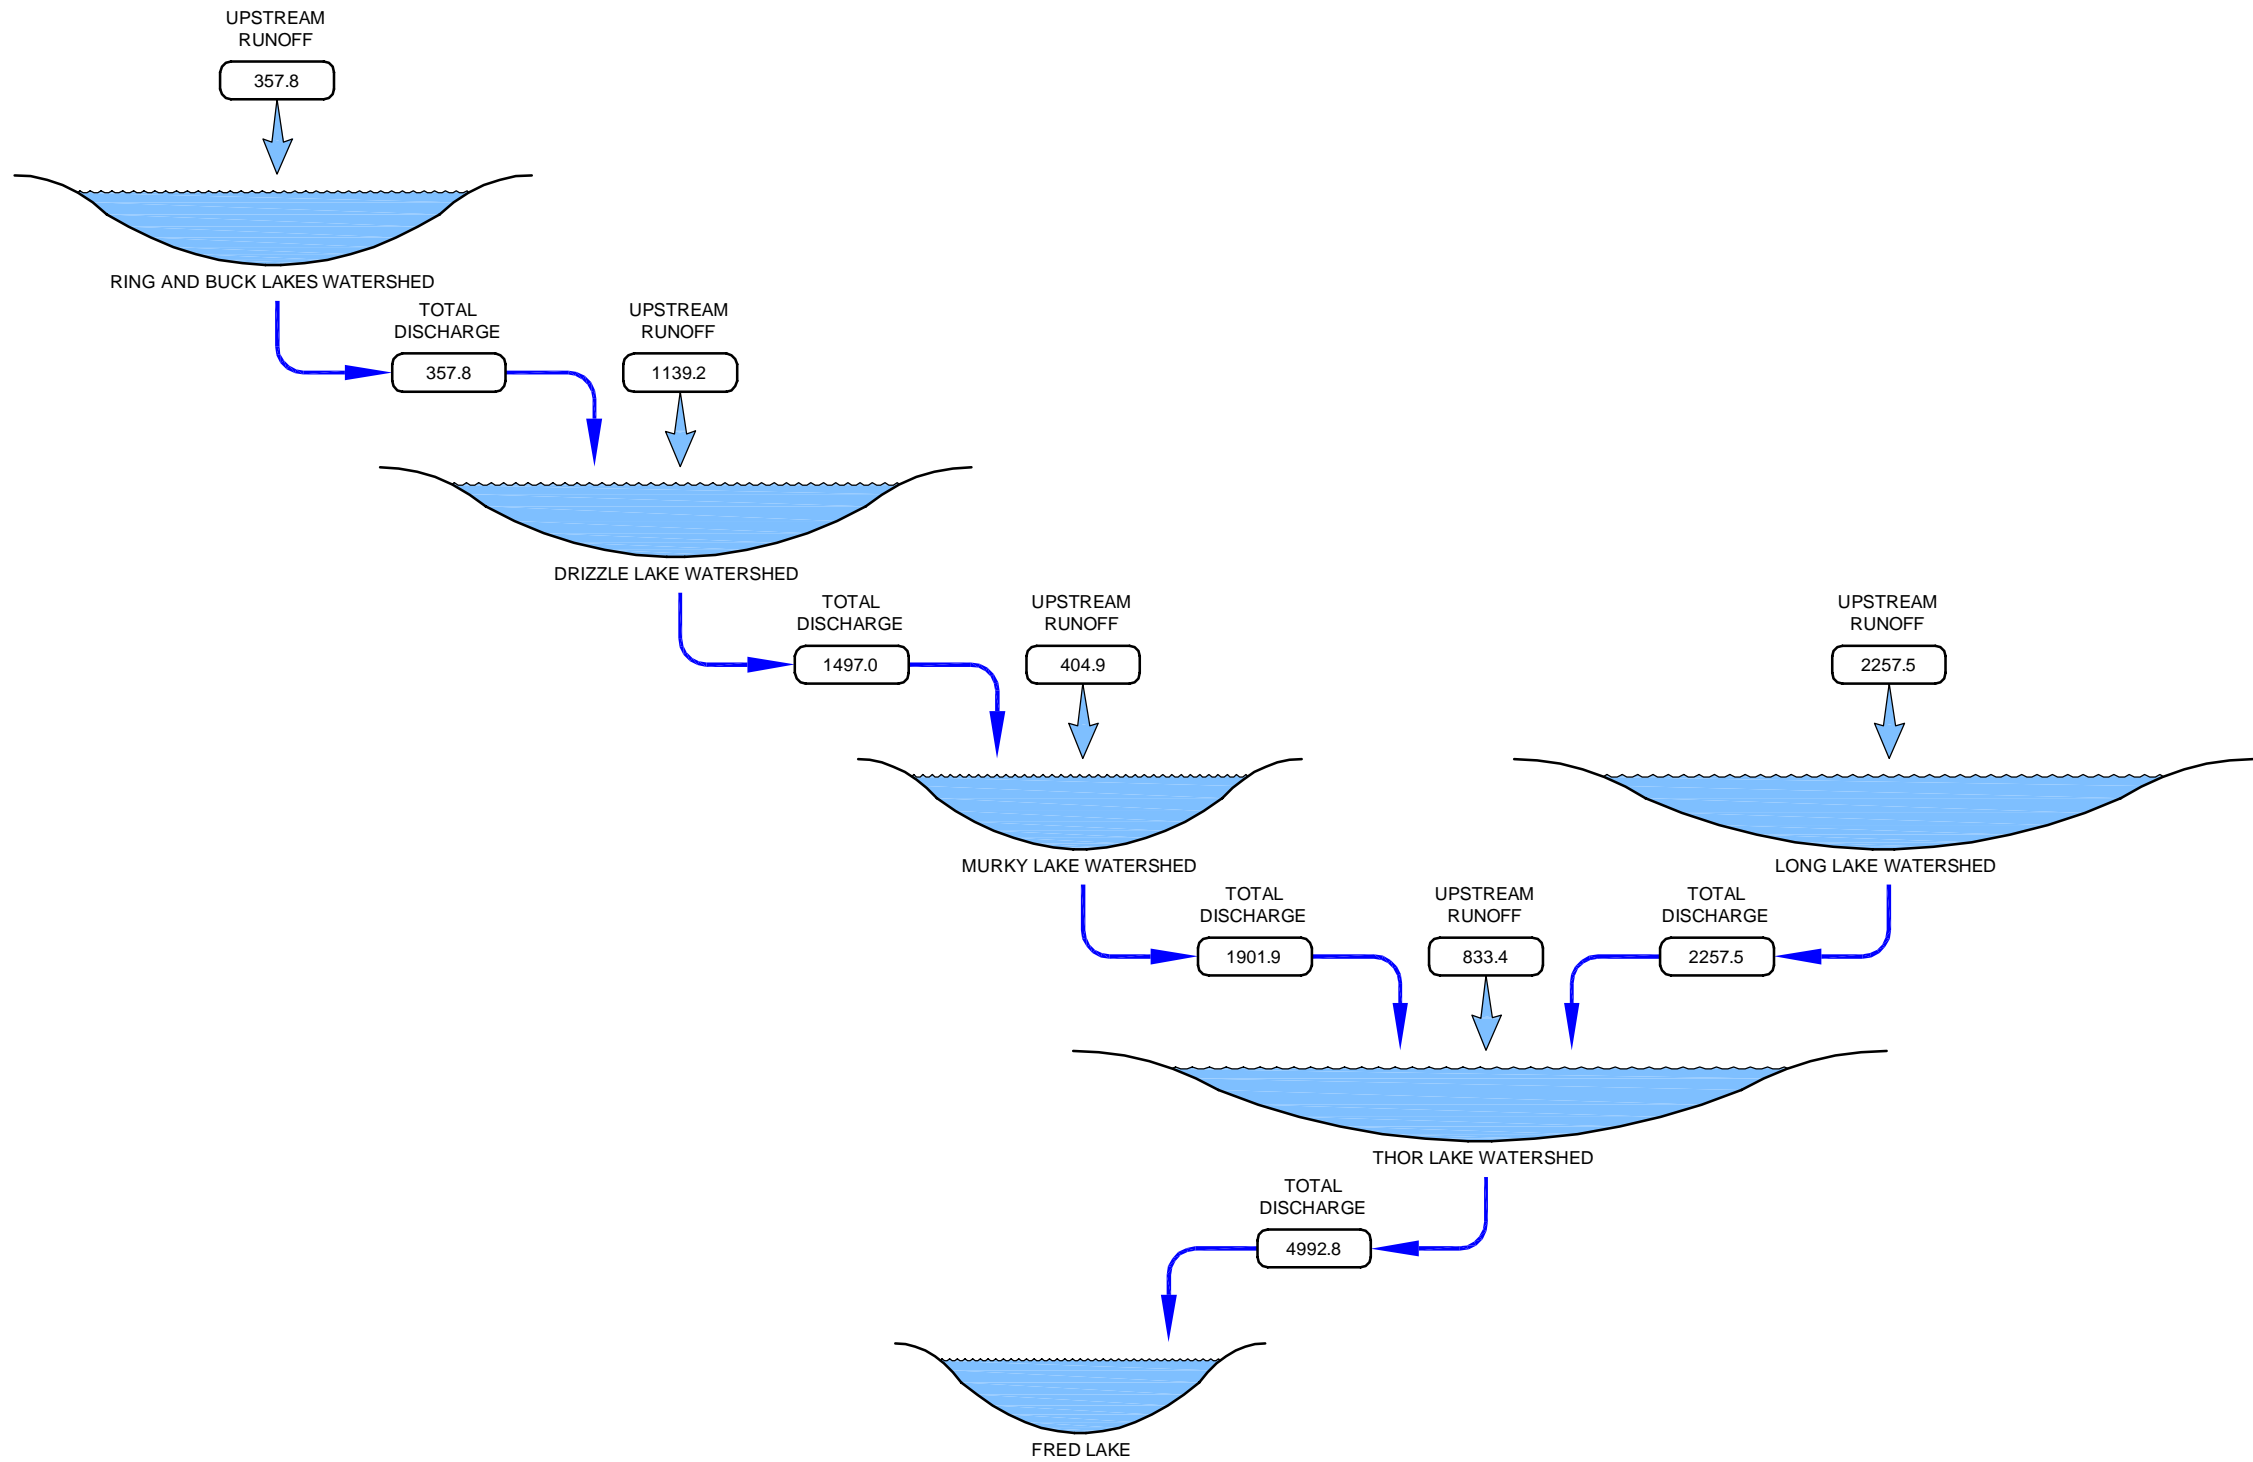 UPSTREAM
RUNOFF
357.8
RING AND BUCK LAKES WATERSHED
TOTAL
DISCHARGE
357.8
UPSTREAM
RUNOFF
1139.2
DRIZZLE LAKE WATERSHED
TOTAL
DISCHARGE
1497.0
UPSTREAM
RUNOFF
404.9
UPSTREAM
RUNOFF
2257.5
MURKY LAKE WATERSHED
LONG LAKE WATERSHED
TOTAL
DISCHARGE
1901.9
UPSTREAM
RUNOFF
833.4
TOTAL
DISCHARGE
2257.5
THOR LAKE WATERSHED
TOTAL
DISCHARGE
4992.8
FRED LAKE